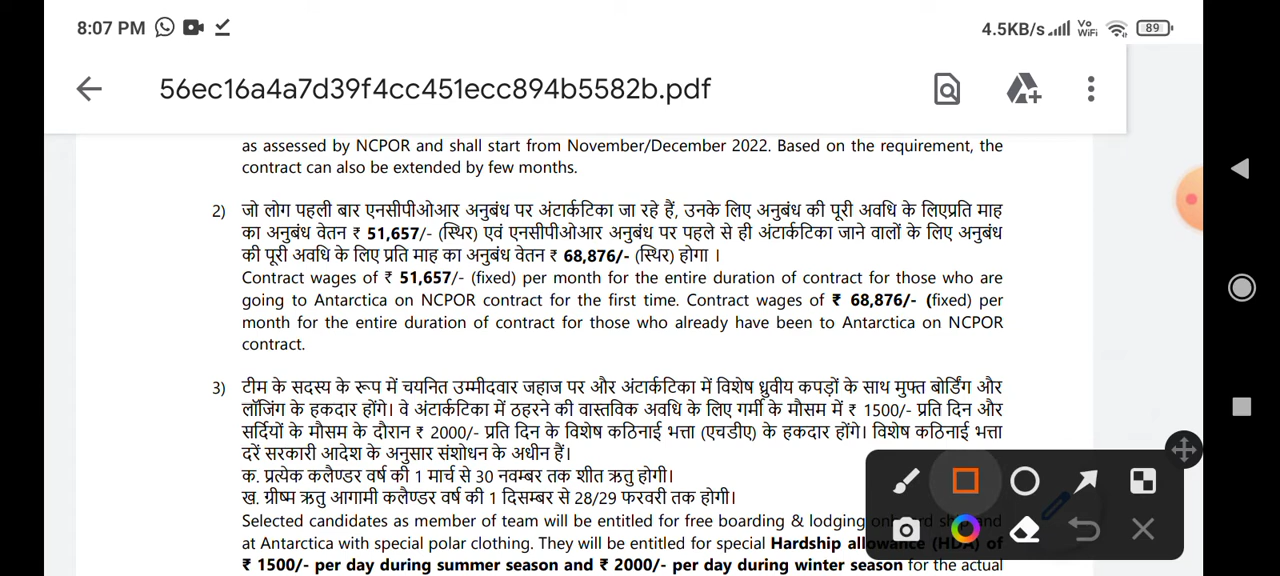 8:07 PM
4.5KB/s Vo WiFi 89
56ec16a4a7d39f4cc451ecc894b5582b.pdf
as assessed by NCPOR and shall start from November/December 2022. Based on the requirement, the
contract can also be extended by few months.
2) जो लोग पहली बार एनसीपीओआर अनुबंध पर अंटार्कटिका जा रहे हैं, उनके लिए अनुबंध की पूरी अवधि के लिएप्रति माह
का अनुबंध वेतन ₹ 51,657/- (स्थिर) एवं एनसीपीओआर अनुबंध पर पहले से ही अंटार्कटिका जाने वालों के लिए अनुबंध
की पूरी अवधि के लिए प्रति माह का अनुबंध वेतन ₹ 68,876/- (स्थिर) होगा ।
Contract wages of ₹ 51,657/- (fixed) per month for the entire duration of contract for those who are
going to Antarctica on NCPOR contract for the first time. Contract wages of ₹ 68,876/- (fixed) per
month for the entire duration of contract for those who already have been to Antarctica on NCPOR
contract.
3) टीम के सदस्य के रूप में चयनित उम्मीदवार जहाज पर और अंटार्कटिका में विशेष ध्रुवीय कपड़ों के साथ मुफ्त बोर्डिंग और
लॉजिंग के हकदार होंगे। वे अंटार्कटिका में ठहरने की वास्तविक अवधि के लिए गर्मी के मौसम में ₹ 1500/- प्रति दिन और
सर्दियों के मौसम के दौरान ₹ 2000/- प्रति दिन के विशेष कठिनाई भत्ता (एचडीए) के हकदार होंगे। विशेष कठिनाई भत्ता
दरें सरकारी आदेश के अनुसार संशोधन के अधीन हैं।
क. प्रत्येक कलैण्डर वर्ष की 1 मार्च से 30 नवम्बर तक शीत ऋतु होगी।
ख. ग्रीष्म ऋतु आगामी कलैण्डर वर्ष की 1 दिसम्बर से 28/29 फरवरी तक होगी।
Selected candidates as member of team will be entitled for free boarding & lodging onboard ship and
at Antarctica with special polar clothing. They will be entitled for special Hardship allowance (HDA) of
₹ 1500/- per day during summer season and ₹ 2000/- per day during winter season for the actual